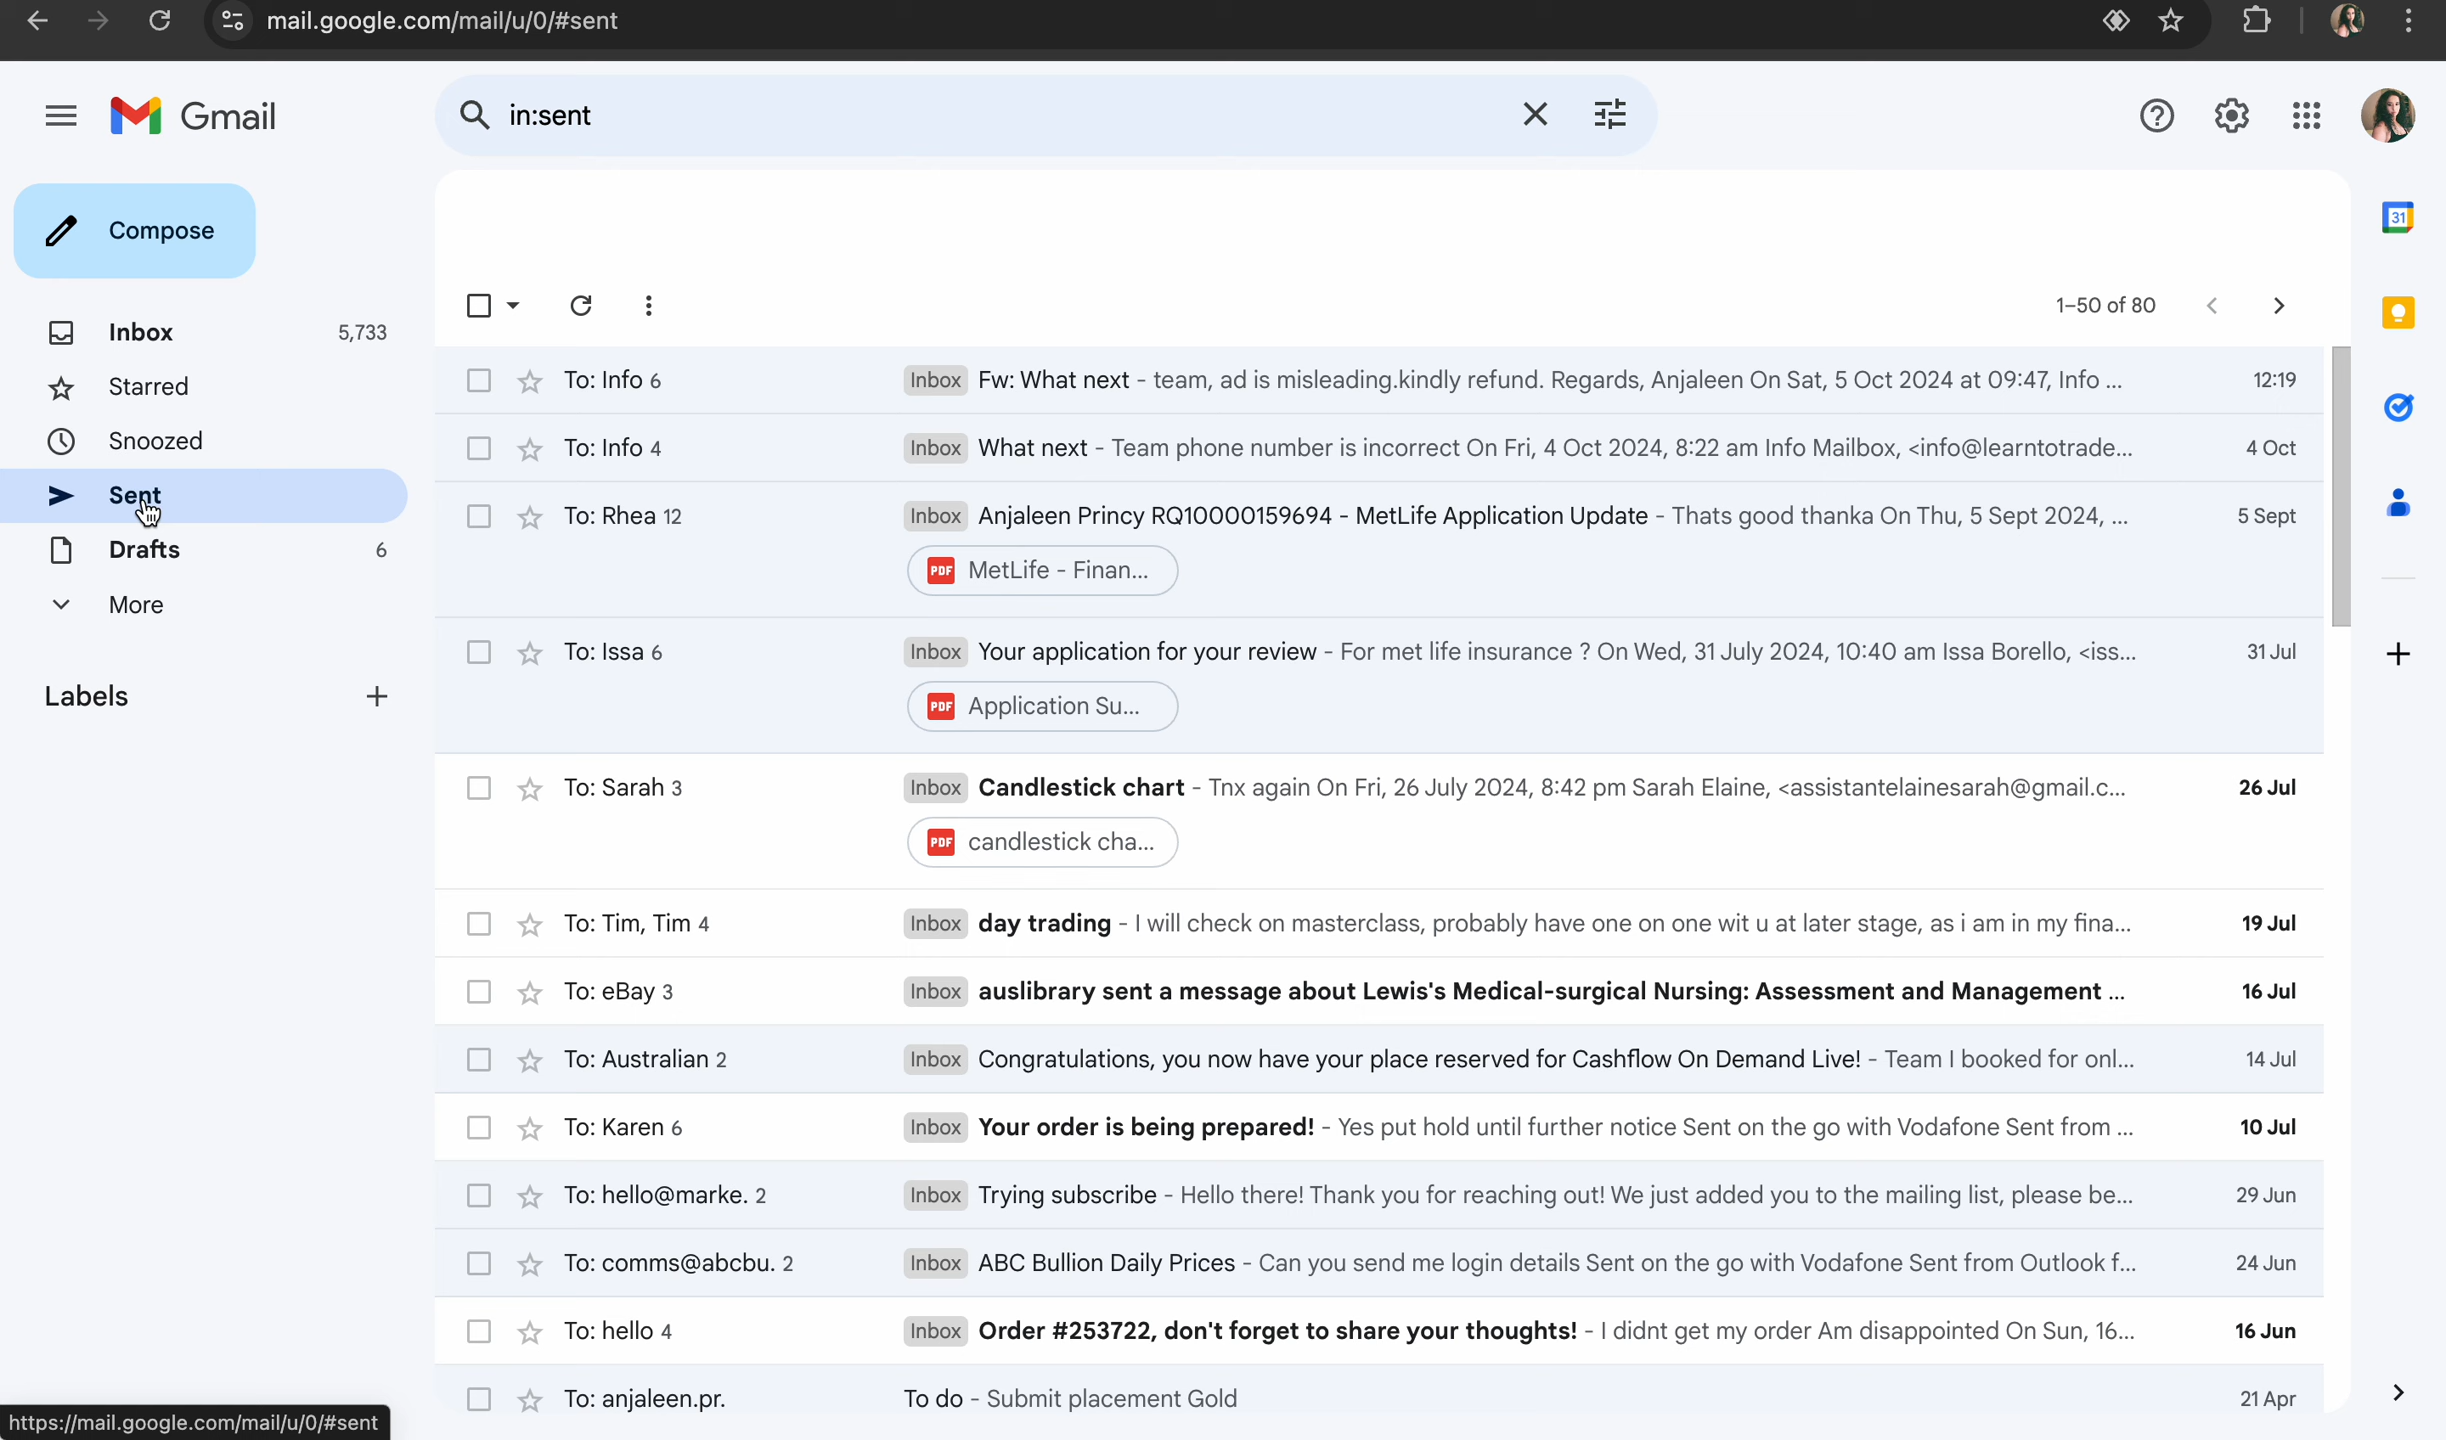 mail.google.com/mail/u/0/#sent
Gmail
in:sent
Compose
1–50 of 80
Inbox 5,733
Starred
Snoozed
Sent
Drafts 6
More
Labels
To: Info 6 Inbox Fw: What next - team, ad is misleading.kindly refund. Regards, Anjaleen On Sat, 5 Oct 2024 at 09:47, Info ... 12:19
To: Info 4 Inbox What next - Team phone number is incorrect On Fri, 4 Oct 2024, 8:22 am Info Mailbox, <info@learntotrade... 4 Oct
To: Rhea 12 Inbox Anjaleen Princy RQ10000159694 - MetLife Application Update - Thats good thanka On Thu, 5 Sept 2024, ... 5 Sept
PDF MetLife - Finan...
To: Issa 6 Inbox Your application for your review - For met life insurance ? On Wed, 31 July 2024, 10:40 am Issa Borello, <iss... 31 Jul
PDF Application Su...
To: Sarah 3 Inbox Candlestick chart - Tnx again On Fri, 26 July 2024, 8:42 pm Sarah Elaine, <assistantelainesarah@gmail.c... 26 Jul
PDF candlestick cha...
To: Tim, Tim 4 Inbox day trading - I will check on masterclass, probably have one on one wit u at later stage, as i am in my fina... 19 Jul
To: eBay 3 Inbox auslibrary sent a message about Lewis's Medical-surgical Nursing: Assessment and Management ... 16 Jul
To: Australian 2 Inbox Congratulations, you now have your place reserved for Cashflow On Demand Live! - Team I booked for onl... 14 Jul
To: Karen 6 Inbox Your order is being prepared! - Yes put hold until further notice Sent on the go with Vodafone Sent from ... 10 Jul
To: hello@marke. 2 Inbox Trying subscribe - Hello there! Thank you for reaching out! We just added you to the mailing list, please be... 29 Jun
To: comms@abcbu. 2 Inbox ABC Bullion Daily Prices - Can you send me login details Sent on the go with Vodafone Sent from Outlook f... 24 Jun
To: hello 4 Inbox Order #253722, don't forget to share your thoughts! - I didnt get my order Am disappointed On Sun, 16... 16 Jun
To: anjaleen.pr. To do - Submit placement Gold 21 Apr
31
https://mail.google.com/mail/u/0/#sent